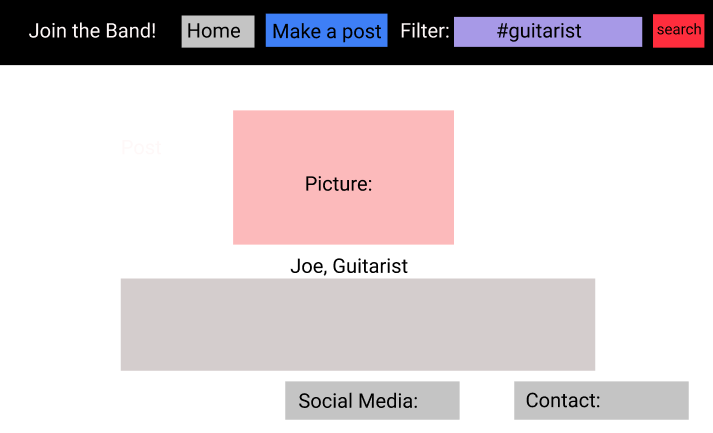 Join the Band! Home Make a post Filter: #guitarist search
Post
Picture:
Joe, Guitarist
Social Media: Contact: